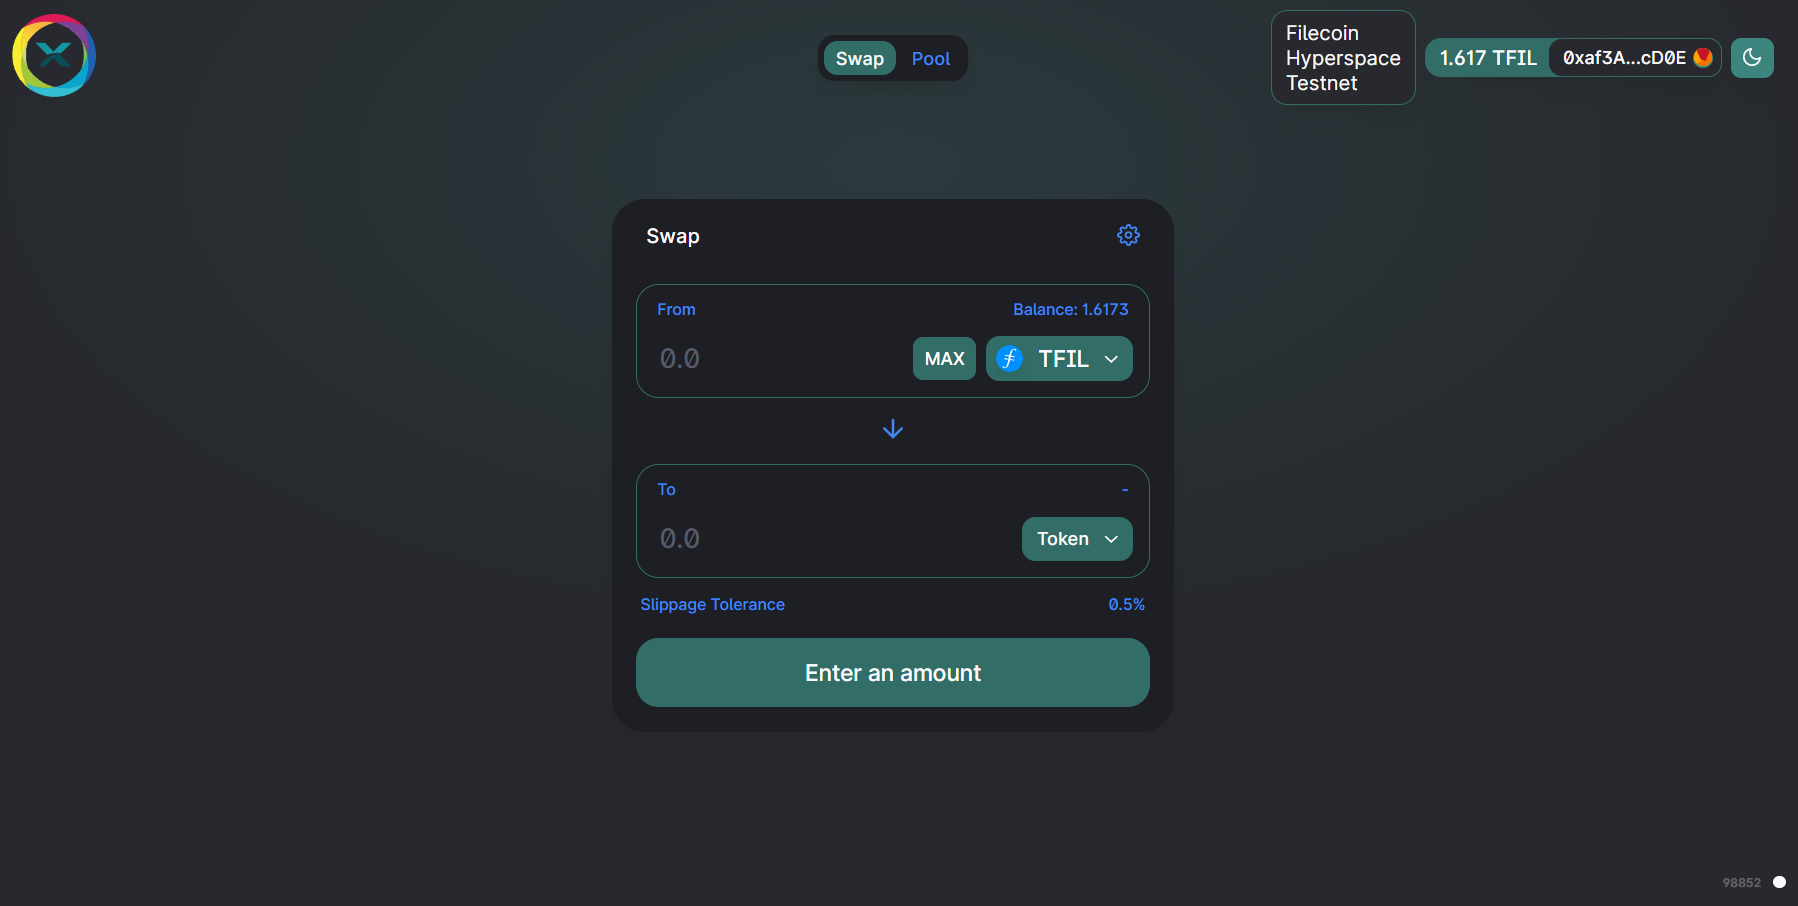 Swap
Pool
Filecoin
Hyperspace
Testnet
1.617 TFIL
0xaf3A...cD0E
Swap
From
Balance: 1.6173
0.0
MAX
TFIL
To
-
0.0
Token
Slippage Tolerance
0.5%
Enter an amount
98852